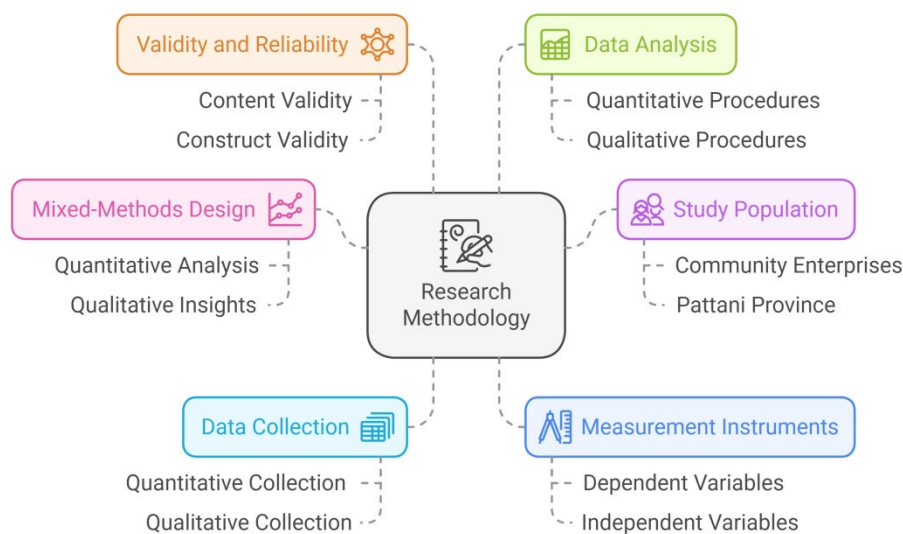 Validity and Reliability
Content Validity
Construct Validity
Data Analysis
Quantitative Procedures
Qualitative Procedures
Mixed-Methods Design
Quantitative Analysis
Qualitative Insights
Research
Methodology
Study Population
Community Enterprises
Pattani Province
Data Collection
Quantitative Collection
Qualitative Collection
Measurement Instruments
Dependent Variables
Independent Variables